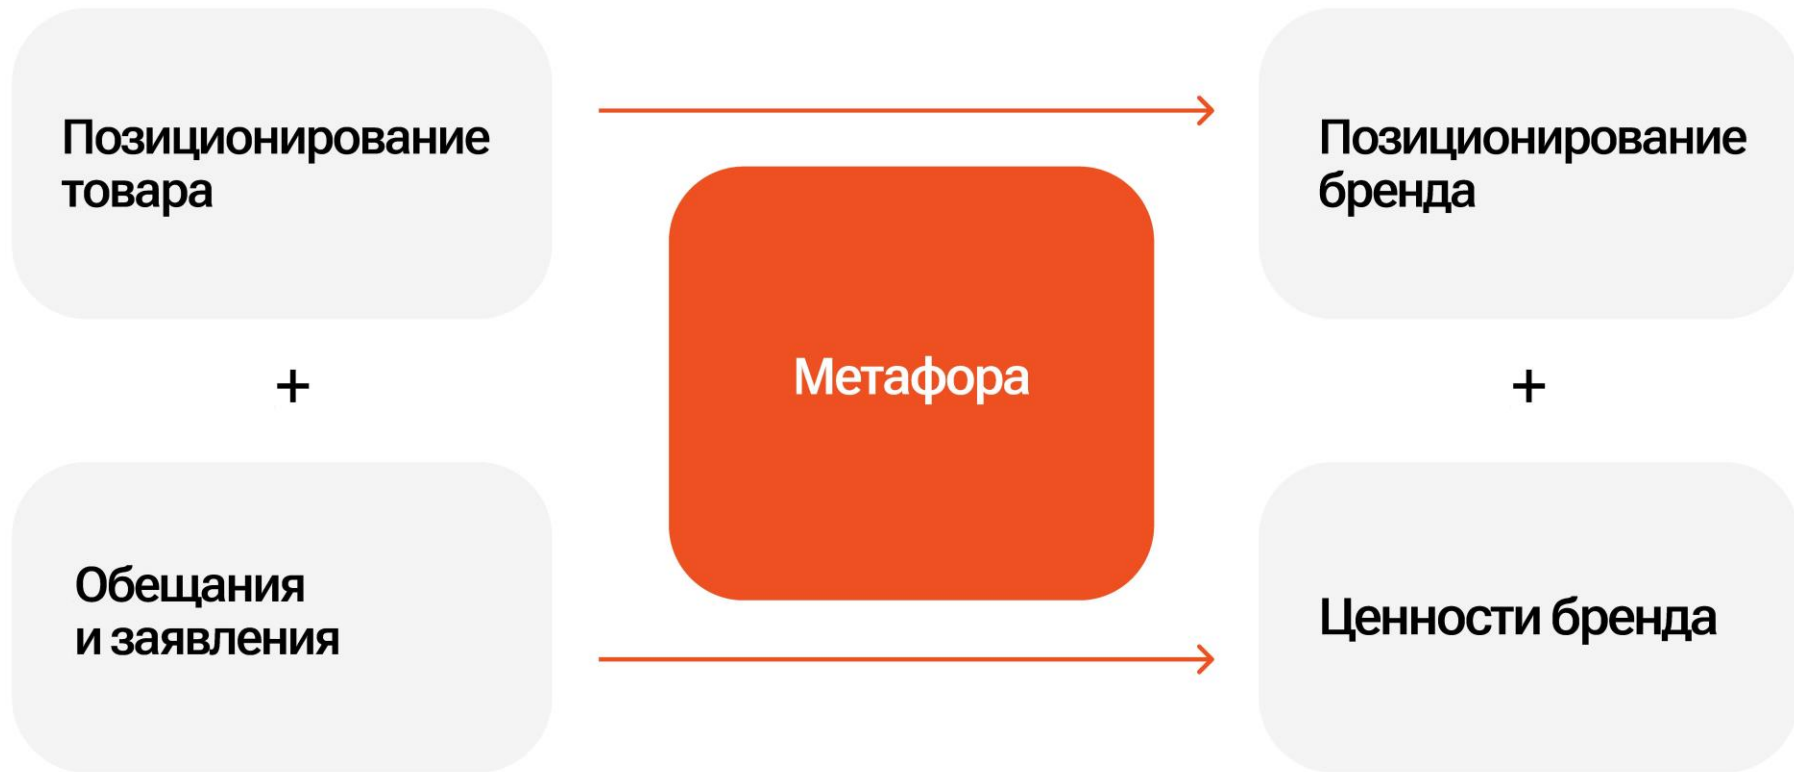 Позиционирование
товара
+
Обещания
и заявления
Метафора
Позиционирование
бренда
+
Ценности бренда